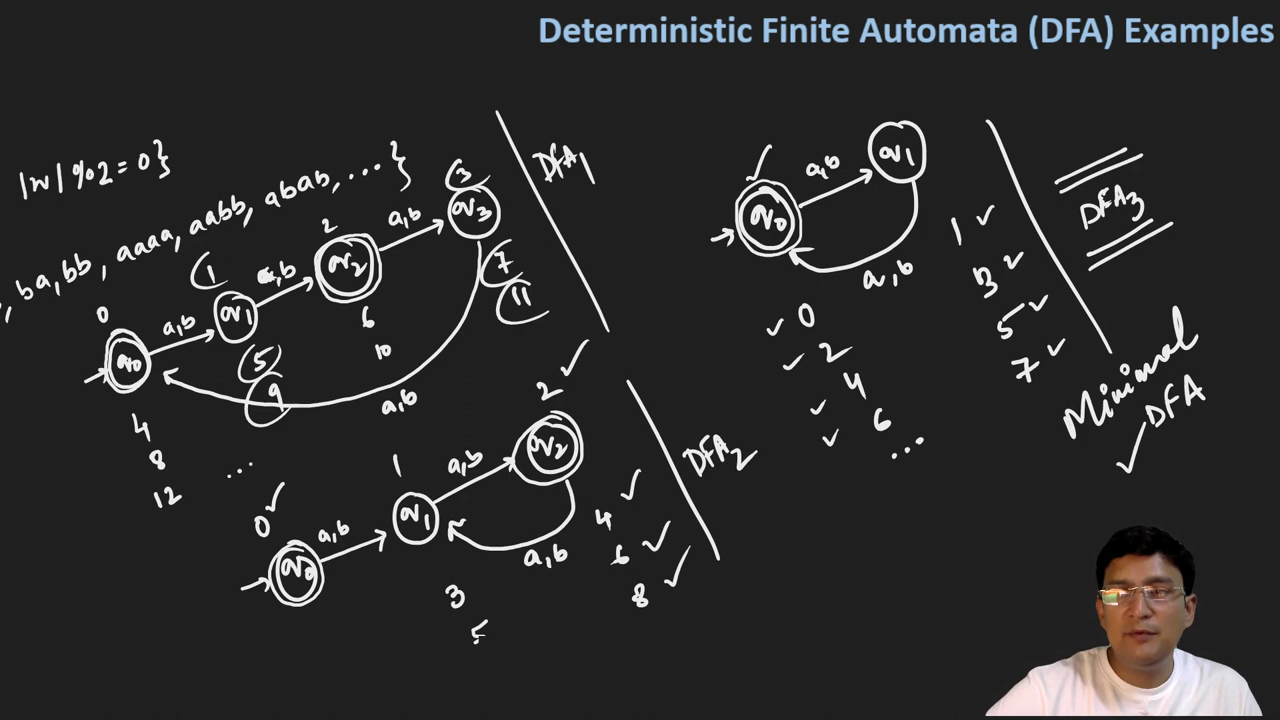 Deterministic Finite Automata (DFA) Examples
|w| % 2 = 0}
, ba, bb, aaaa, aabb, abab, ...}
DFA1
0
q0
a,b
1
q1
,b
2
q2
a,b
3
q3
a,b
5
9
6
10
7
11
4
8
12
...
DFA2
0
q0
a,b
1
q1
a,b
2
q2
a,b
3
5
4
6
8
DFA3
q0
a,b
q1
a,b
0
2
4
6
...
1
3
5
7
Minimal
DFA